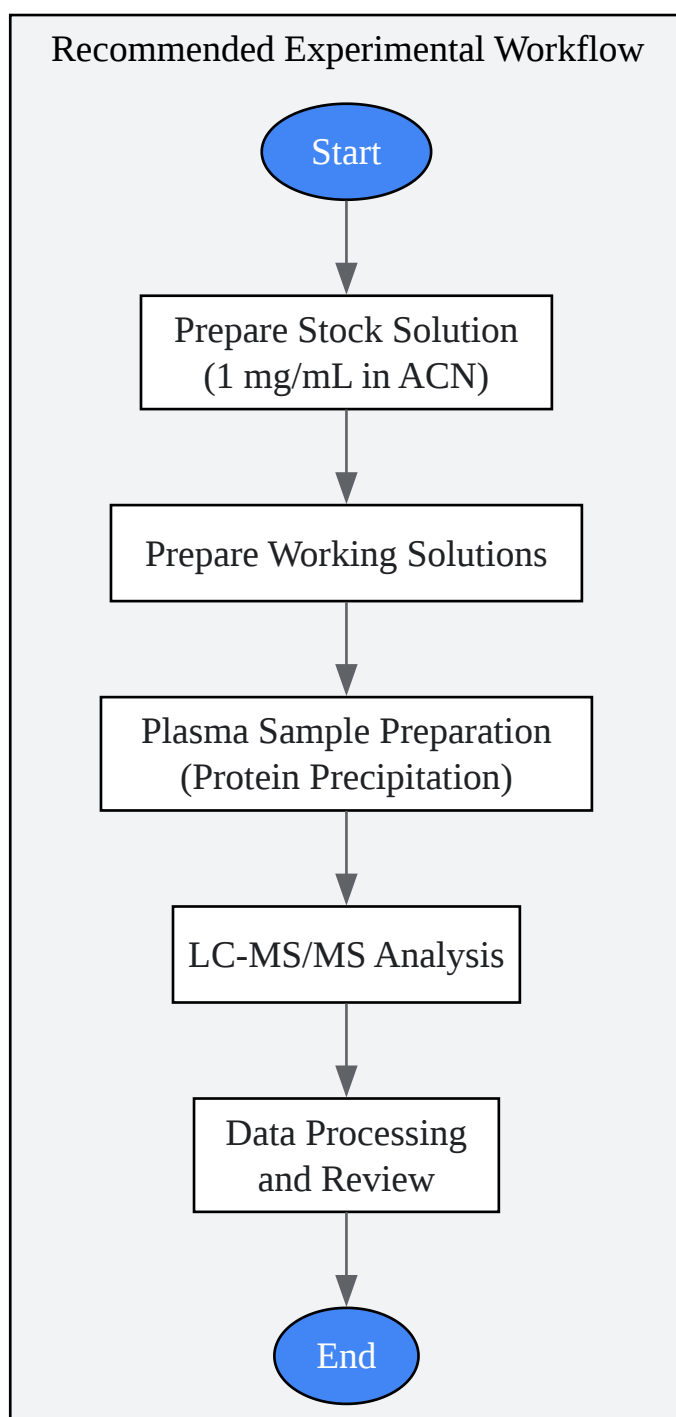 Recommended Experimental Workflow
Start
Prepare Stock Solution
(1 mg/mL in ACN)
Prepare Working Solutions
Plasma Sample Preparation
(Protein Precipitation)
LC-MS/MS Analysis
Data Processing
and Review
End